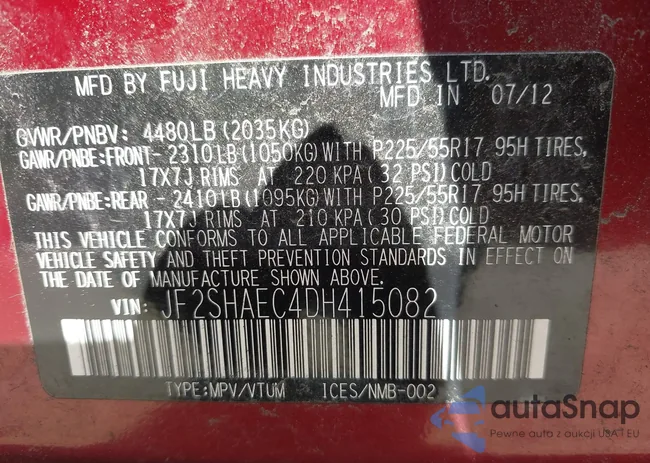 MFD BY FUJI HEAVY INDUSTRIES LTD.
MFD IN 07/12
GVWR/PNBV: 4480LB(2035KG)
GAWR/PNBE:FRONT-2310LB(1050KG)WITH P225/55R17 95H TIRES,
17X7J RIMS AT 220 KPA(32 PSI)COLD
GAWR/PNBE:REAR -2410LB(1095KG)WITH P225/55R17 95H TIRES,
17X7J RIMS AT 210 KPA(30 PSI)COLD
THIS VEHICLE CONFORMS TO ALL APPLICABLE FEDERAL MOTOR
VEHICLE SAFETY AND THEFT PREVENTION STANDARDS IN EFFECT ON
THE DATE OF MANUFACTURE SHOWN ABOVE.
VIN: JF2SHAEC4DH415082
TYPE:MPV/VTUM 1CES/NMB-002
autaSnap
Pewne auta z aukcji USA i EU